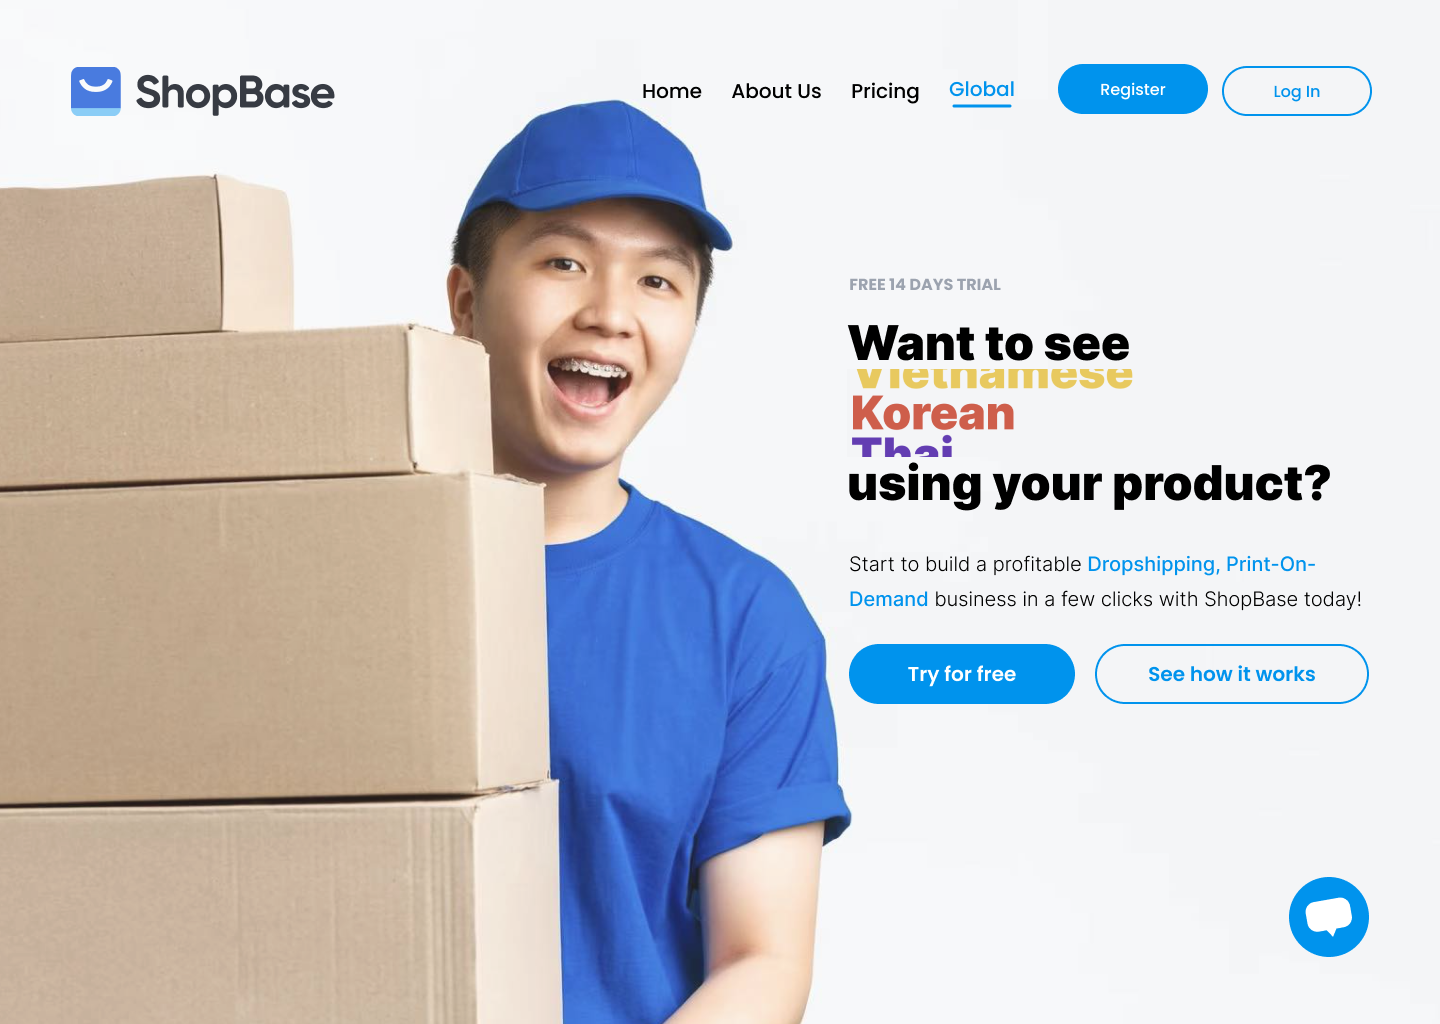 ShopBase
Home About Us Pricing Global Register Log In
FREE 14 DAYS TRIAL
Want to see
Vietnamese
Korean
Thai
using your product?
Start to build a profitable Dropshipping, Print-On-
Demand business in a few clicks with ShopBase today!
Try for free See how it works